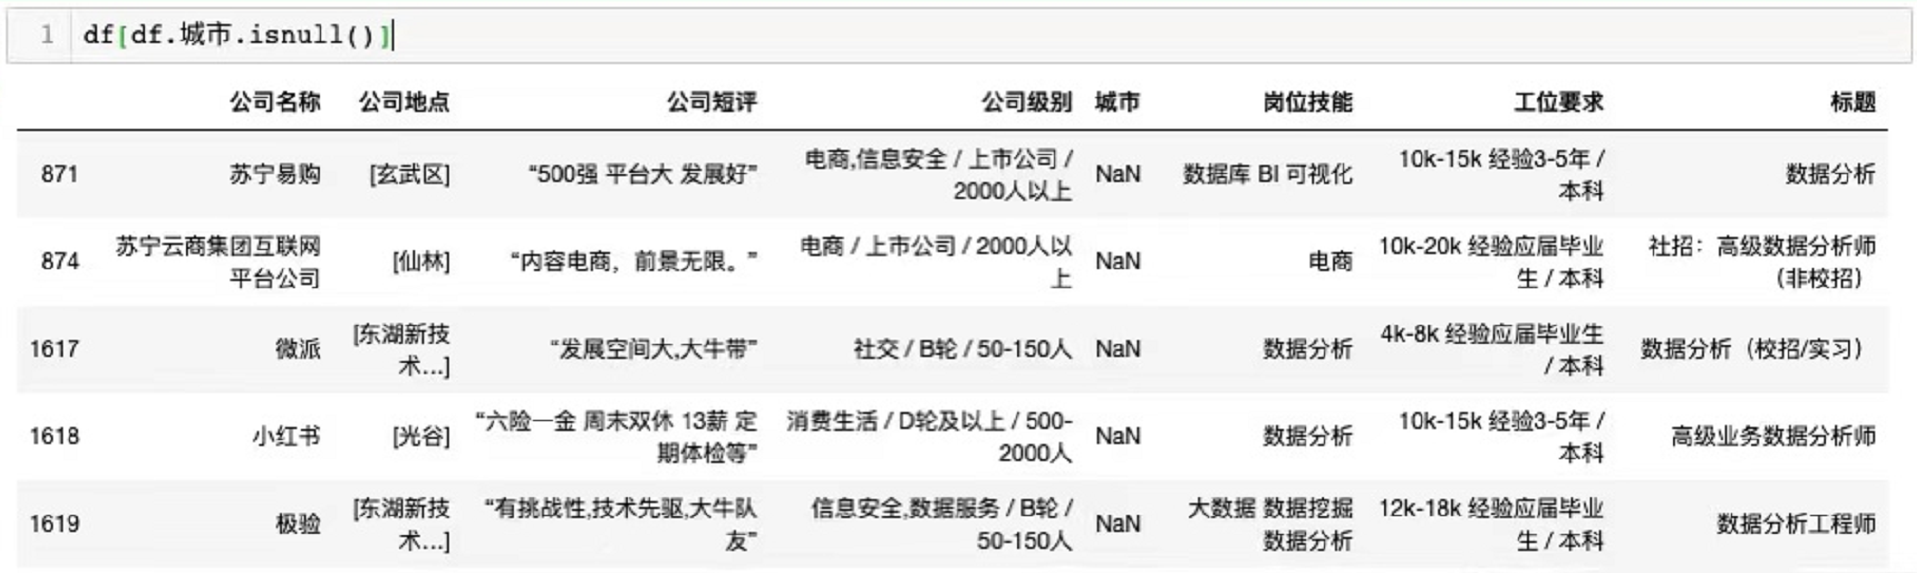 1 df[df.城市.isnull()]
公司名称 公司地点 公司短评 公司级别 城市 岗位技能 工位要求 标题
871 苏宁易购 [玄武区] “500强 平台大 发展好” 电商,信息安全 / 上市公司 / 2000人以上 NaN 数据库 BI 可视化 10k-15k 经验3-5年 / 本科 数据分析
874 苏宁云商集团互联网平台公司 [仙林] “内容电商，前景无限。” 电商 / 上市公司 / 2000人以上 NaN 电商 10k-20k 经验应届毕业生 / 本科 社招：高级数据分析师（非校招）
1617 微派 [东湖新技术...] “发展空间大,大牛带” 社交 / B轮 / 50-150人 NaN 数据分析 4k-8k 经验应届毕业生 / 本科 数据分析（校招/实习）
1618 小红书 [光谷] “六险一金 周末双休 13薪 定期体检等” 消费生活 / D轮及以上 / 500-2000人 NaN 数据分析 10k-15k 经验3-5年 / 本科 高级业务数据分析师
1619 极验 [东湖新技术...] “有挑战性,技术先驱,大牛队友” 信息安全,数据服务 / B轮 / 50-150人 NaN 大数据 数据挖掘 数据分析 12k-18k 经验应届毕业生 / 本科 数据分析工程师